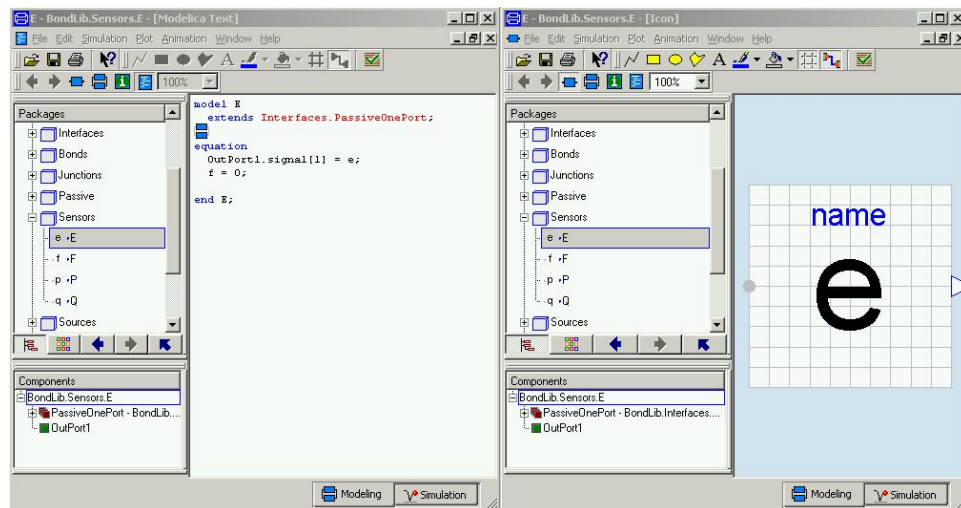 E - BondLib.Sensors.E - [Modelica Text]
File Edit Simulation Plot Animation Window Help
100%
Packages
Interfaces
Bonds
Junctions
Passive
Sensors
e E
f F
p P
q Q
Sources
Components
BondLib.Sensors.E
PassiveOnePort - BondLib....
OutPort1
model E
extends Interfaces.PassiveOnePort;
equation
OutPort1.signal[1] = e;
f = 0;
end E;
Modeling
Simulation
E - BondLib.Sensors.E - [Icon]
File Edit Simulation Plot Animation Window Help
100%
Packages
Interfaces
Bonds
Junctions
Passive
Sensors
e E
f F
p P
q Q
Sources
Components
BondLib.Sensors.E
PassiveOnePort - BondLib.Interfaces....
OutPort1
name
e
Modeling
Simulation